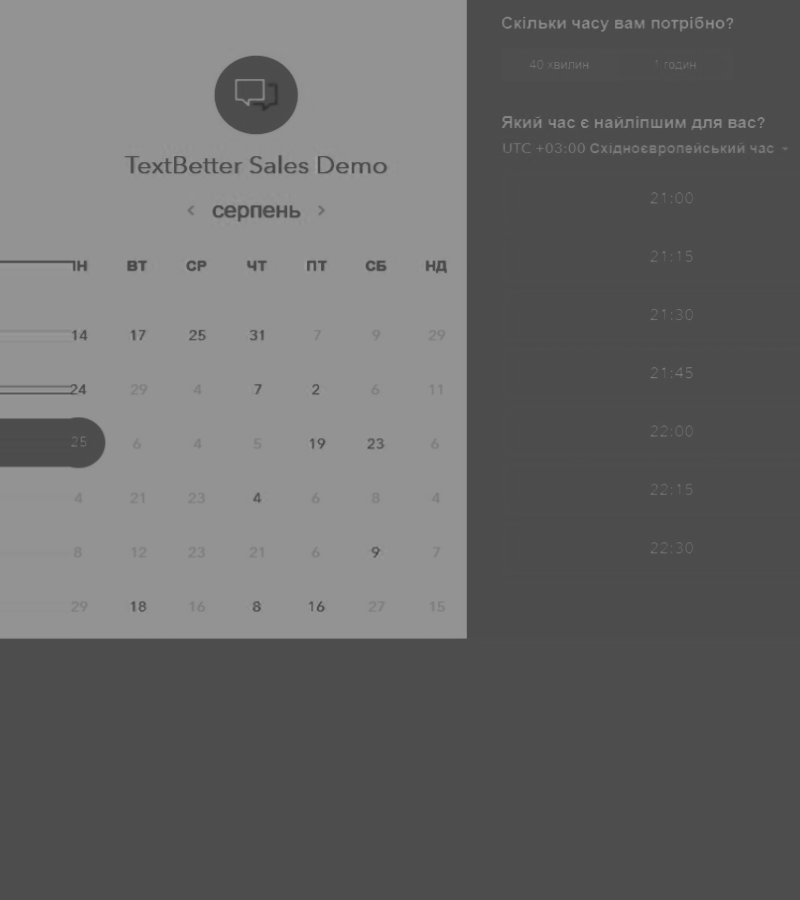 TextBetter Sales Demo
‹ серпень ›
ПН ВТ СР ЧТ ПТ СБ НД
14 17 25 31 7 9 29
24 29 4 7 2 6 11
25 6 4 5 19 23 6
4 21 23 4 6 8 4
8 12 23 21 6 9 7
29 18 16 8 16 27 15
Скільки часу вам потрібно?
40 хвилин 1 годин
Який час є найліпшим для вас?
UTC +03:00 Східноєвропейський час
21:00
21:15
21:30
21:45
22:00
22:15
22:30